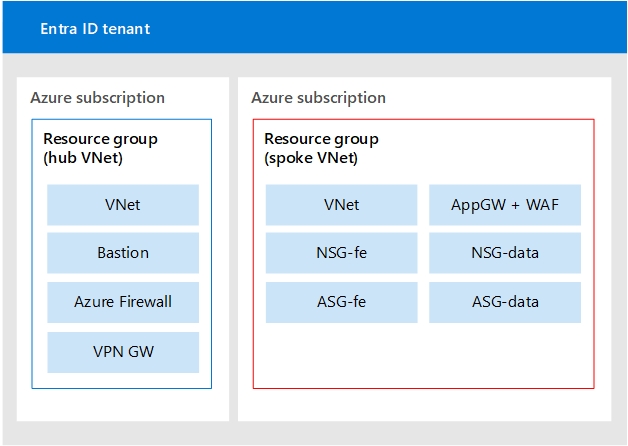 Entra ID tenant
Azure subscription
Resource group
(hub VNet)
VNet
Bastion
Azure Firewall
VPN GW
Azure subscription
Resource group
(spoke VNet)
VNet
AppGW + WAF
NSG-fe
NSG-data
ASG-fe
ASG-data